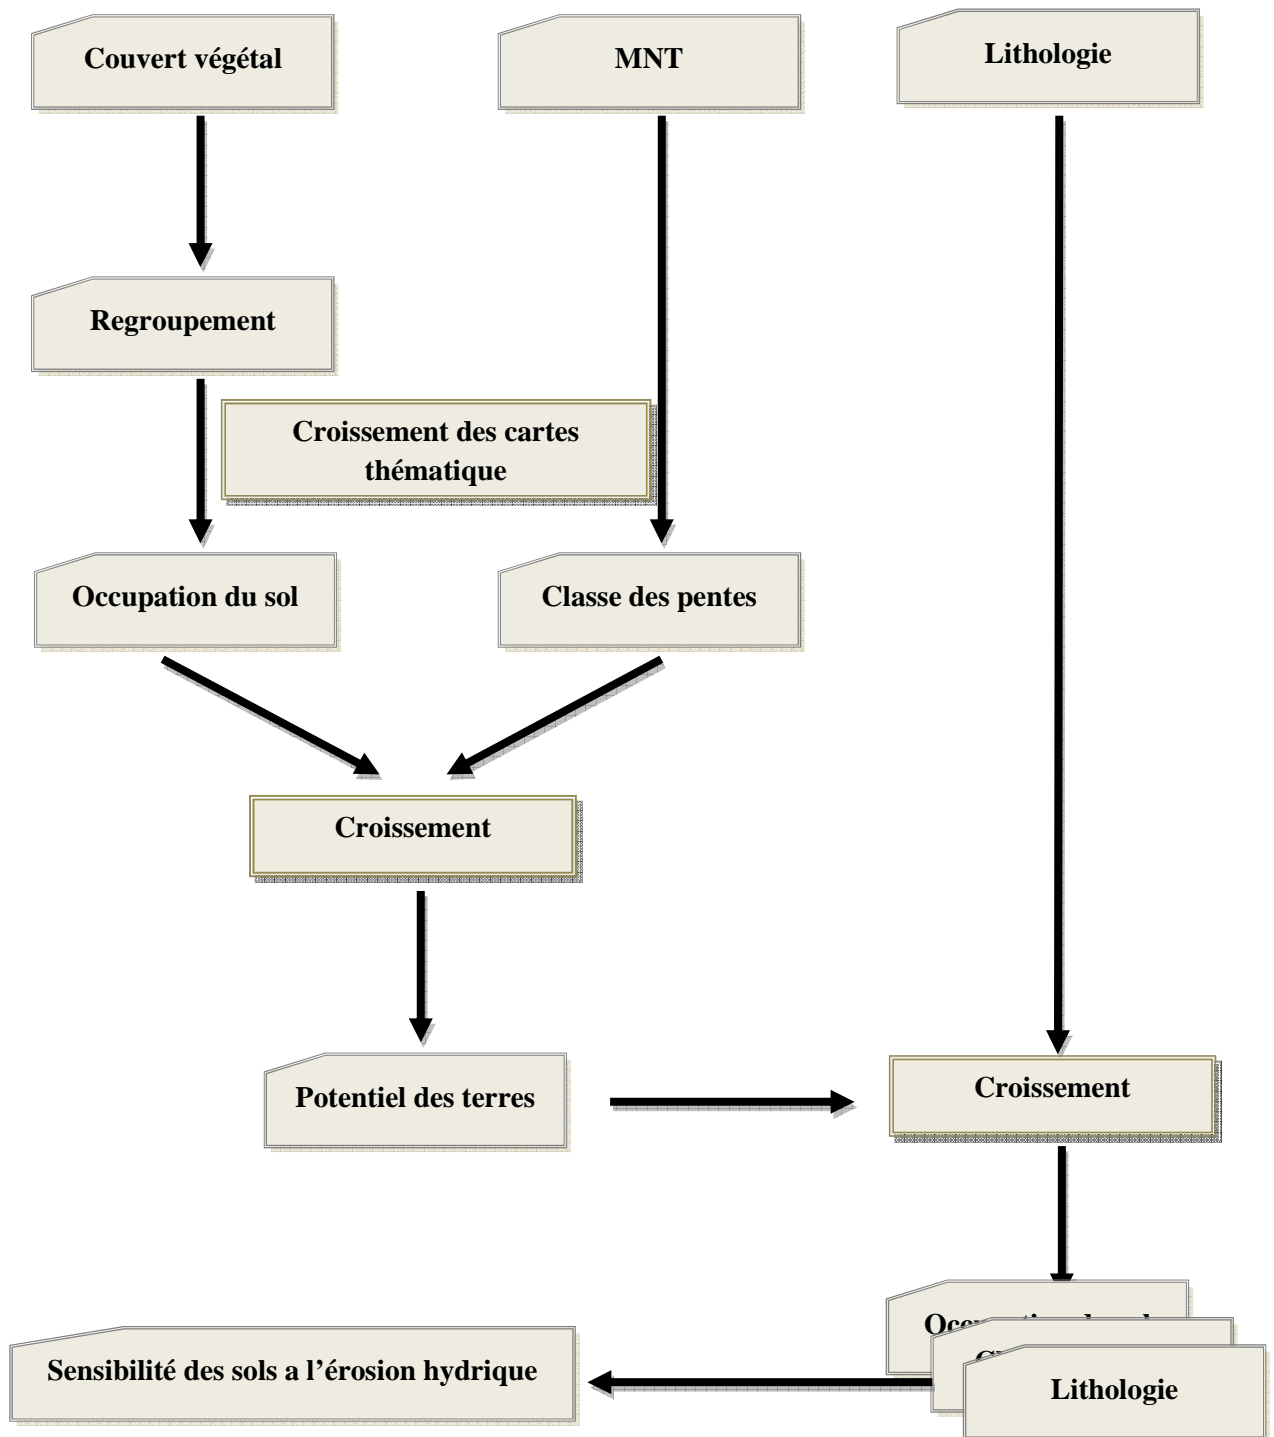 Couvert végétal
MNT
Lithologie
Regroupement
Croissement des cartes
thématique
Occupation du sol
Classe des pentes
Croissement
Potentiel des terres
Croissement
Sensibilité des sols a l’érosion hydrique
Lithologie